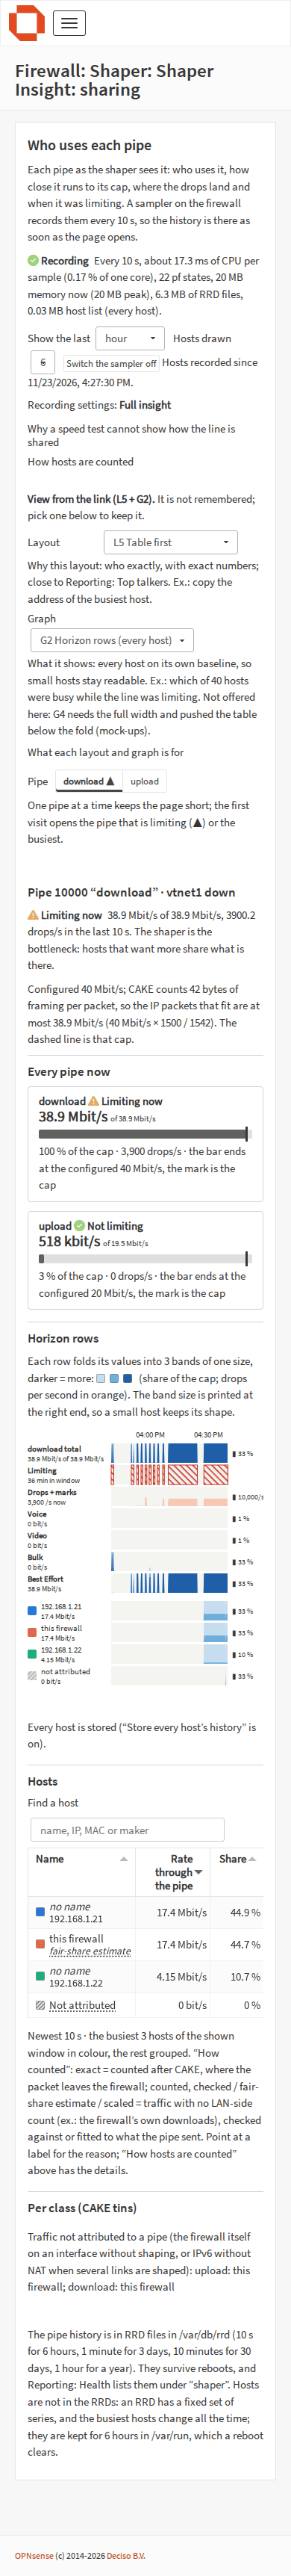 Firewall: Shaper: Shaper
Insight: sharing
Who uses each pipe
Each pipe as the shaper sees it: who uses it, how
close it runs to its cap, where the drops land and
when it was limiting. A sampler on the firewall
records them every 10 s, so the history is there as
soon as the page opens.
Recording Every 10 s, about 17.3 ms of CPU per
sample (0.17 % of one core), 22 pf states, 20 MB
memory now (20 MB peak), 6.3 MB of RRD files,
0.03 MB host list (every host).
Show the last hour Hosts drawn
6 Switch the sampler off Hosts recorded since
11/23/2026, 4:27:30 PM.
Recording settings: Full insight
Why a speed test cannot show how the line is
shared
How hosts are counted
View from the link (L5 + G2). It is not remembered;
pick one below to keep it.
Layout L5 Table first
Why this layout: who exactly, with exact numbers;
close to Reporting: Top talkers. Ex.: copy the
address of the busiest host.
Graph
G2 Horizon rows (every host)
What it shows: every host on its own baseline, so
small hosts stay readable. Ex.: which of 40 hosts
were busy while the line was limiting. Not offered
here: G4 needs the full width and pushed the table
below the fold (mock-ups).
What each layout and graph is for
Pipe download ▲ upload
One pipe at a time keeps the page short; the first
visit opens the pipe that is limiting (▲) or the
busiest.
Pipe 10000 “download” · vtnet1 down
Limiting now 38.9 Mbit/s of 38.9 Mbit/s, 3900.2
drops/s in the last 10 s. The shaper is the
bottleneck: hosts that want more share what is
there.
Configured 40 Mbit/s; CAKE counts 42 bytes of
framing per packet, so the IP packets that fit are at
most 38.9 Mbit/s (40 Mbit/s × 1500 / 1542). The
dashed line is that cap.
Every pipe now
download Limiting now
38.9 Mbit/s of 38.9 Mbit/s
100 % of the cap · 3,900 drops/s · the bar ends
at the configured 40 Mbit/s, the mark is the
cap
upload Not limiting
518 kbit/s of 19.5 Mbit/s
3 % of the cap · 0 drops/s · the bar ends at the
configured 20 Mbit/s, the mark is the cap
Horizon rows
Each row folds its values into 3 bands of one size,
darker = more: (share of the cap; drops
per second in orange). The band size is printed at
the right end, so a small host keeps its shape.
04:00 PM 04:30 PM
download total
38.9 Mbit/s of 38.9 Mbit/s
33 %
Limiting
36 min in window
Drops + marks
3,900 /s now
10,000/s
Voice
0 bit/s
1 %
Video
0 bit/s
1 %
Bulk
0 bit/s
33 %
Best Effort
38.9 Mbit/s
33 %
192.168.1.21
17.4 Mbit/s
33 %
this firewall
17.4 Mbit/s
33 %
192.168.1.22
4.15 Mbit/s
10 %
not attributed
0 bit/s
33 %
Every host is stored (“Store every host’s history” is
on).
Hosts
Find a host
name, IP, MAC or maker
Name Rate through the pipe Share
no name
192.168.1.21
17.4 Mbit/s 44.9 %
this firewall
fair-share estimate
17.4 Mbit/s 44.7 %
no name
192.168.1.22
4.15 Mbit/s 10.7 %
Not attributed 0 bit/s 0 %
Newest 10 s · the busiest 3 hosts of the shown
window in colour, the rest grouped. “How
counted”: exact = counted after CAKE, where the
packet leaves the firewall; counted, checked / fair-
share estimate / scaled = traffic with no LAN-side
count (ex.: the firewall’s own downloads), checked
against or fitted to what the pipe sent. Point at a
label for the reason; “How hosts are counted”
above has the details.
Per class (CAKE tins)
Traffic not attributed to a pipe (the firewall itself
on an interface without shaping, or IPv6 without
NAT when several links are shaped): upload: this
firewall; download: this firewall
The pipe history is in RRD files in /var/db/rrd (10 s
for 6 hours, 1 minute for 3 days, 10 minutes for 30
days, 1 hour for a year). They survive reboots, and
Reporting: Health lists them under “shaper”. Hosts
are not in the RRDs: an RRD has a fixed set of
series, and the busiest hosts change all the time;
they are kept for 6 hours in /var/run, which a reboot
clears.
OPNsense (c) 2014-2026 Deciso B.V.